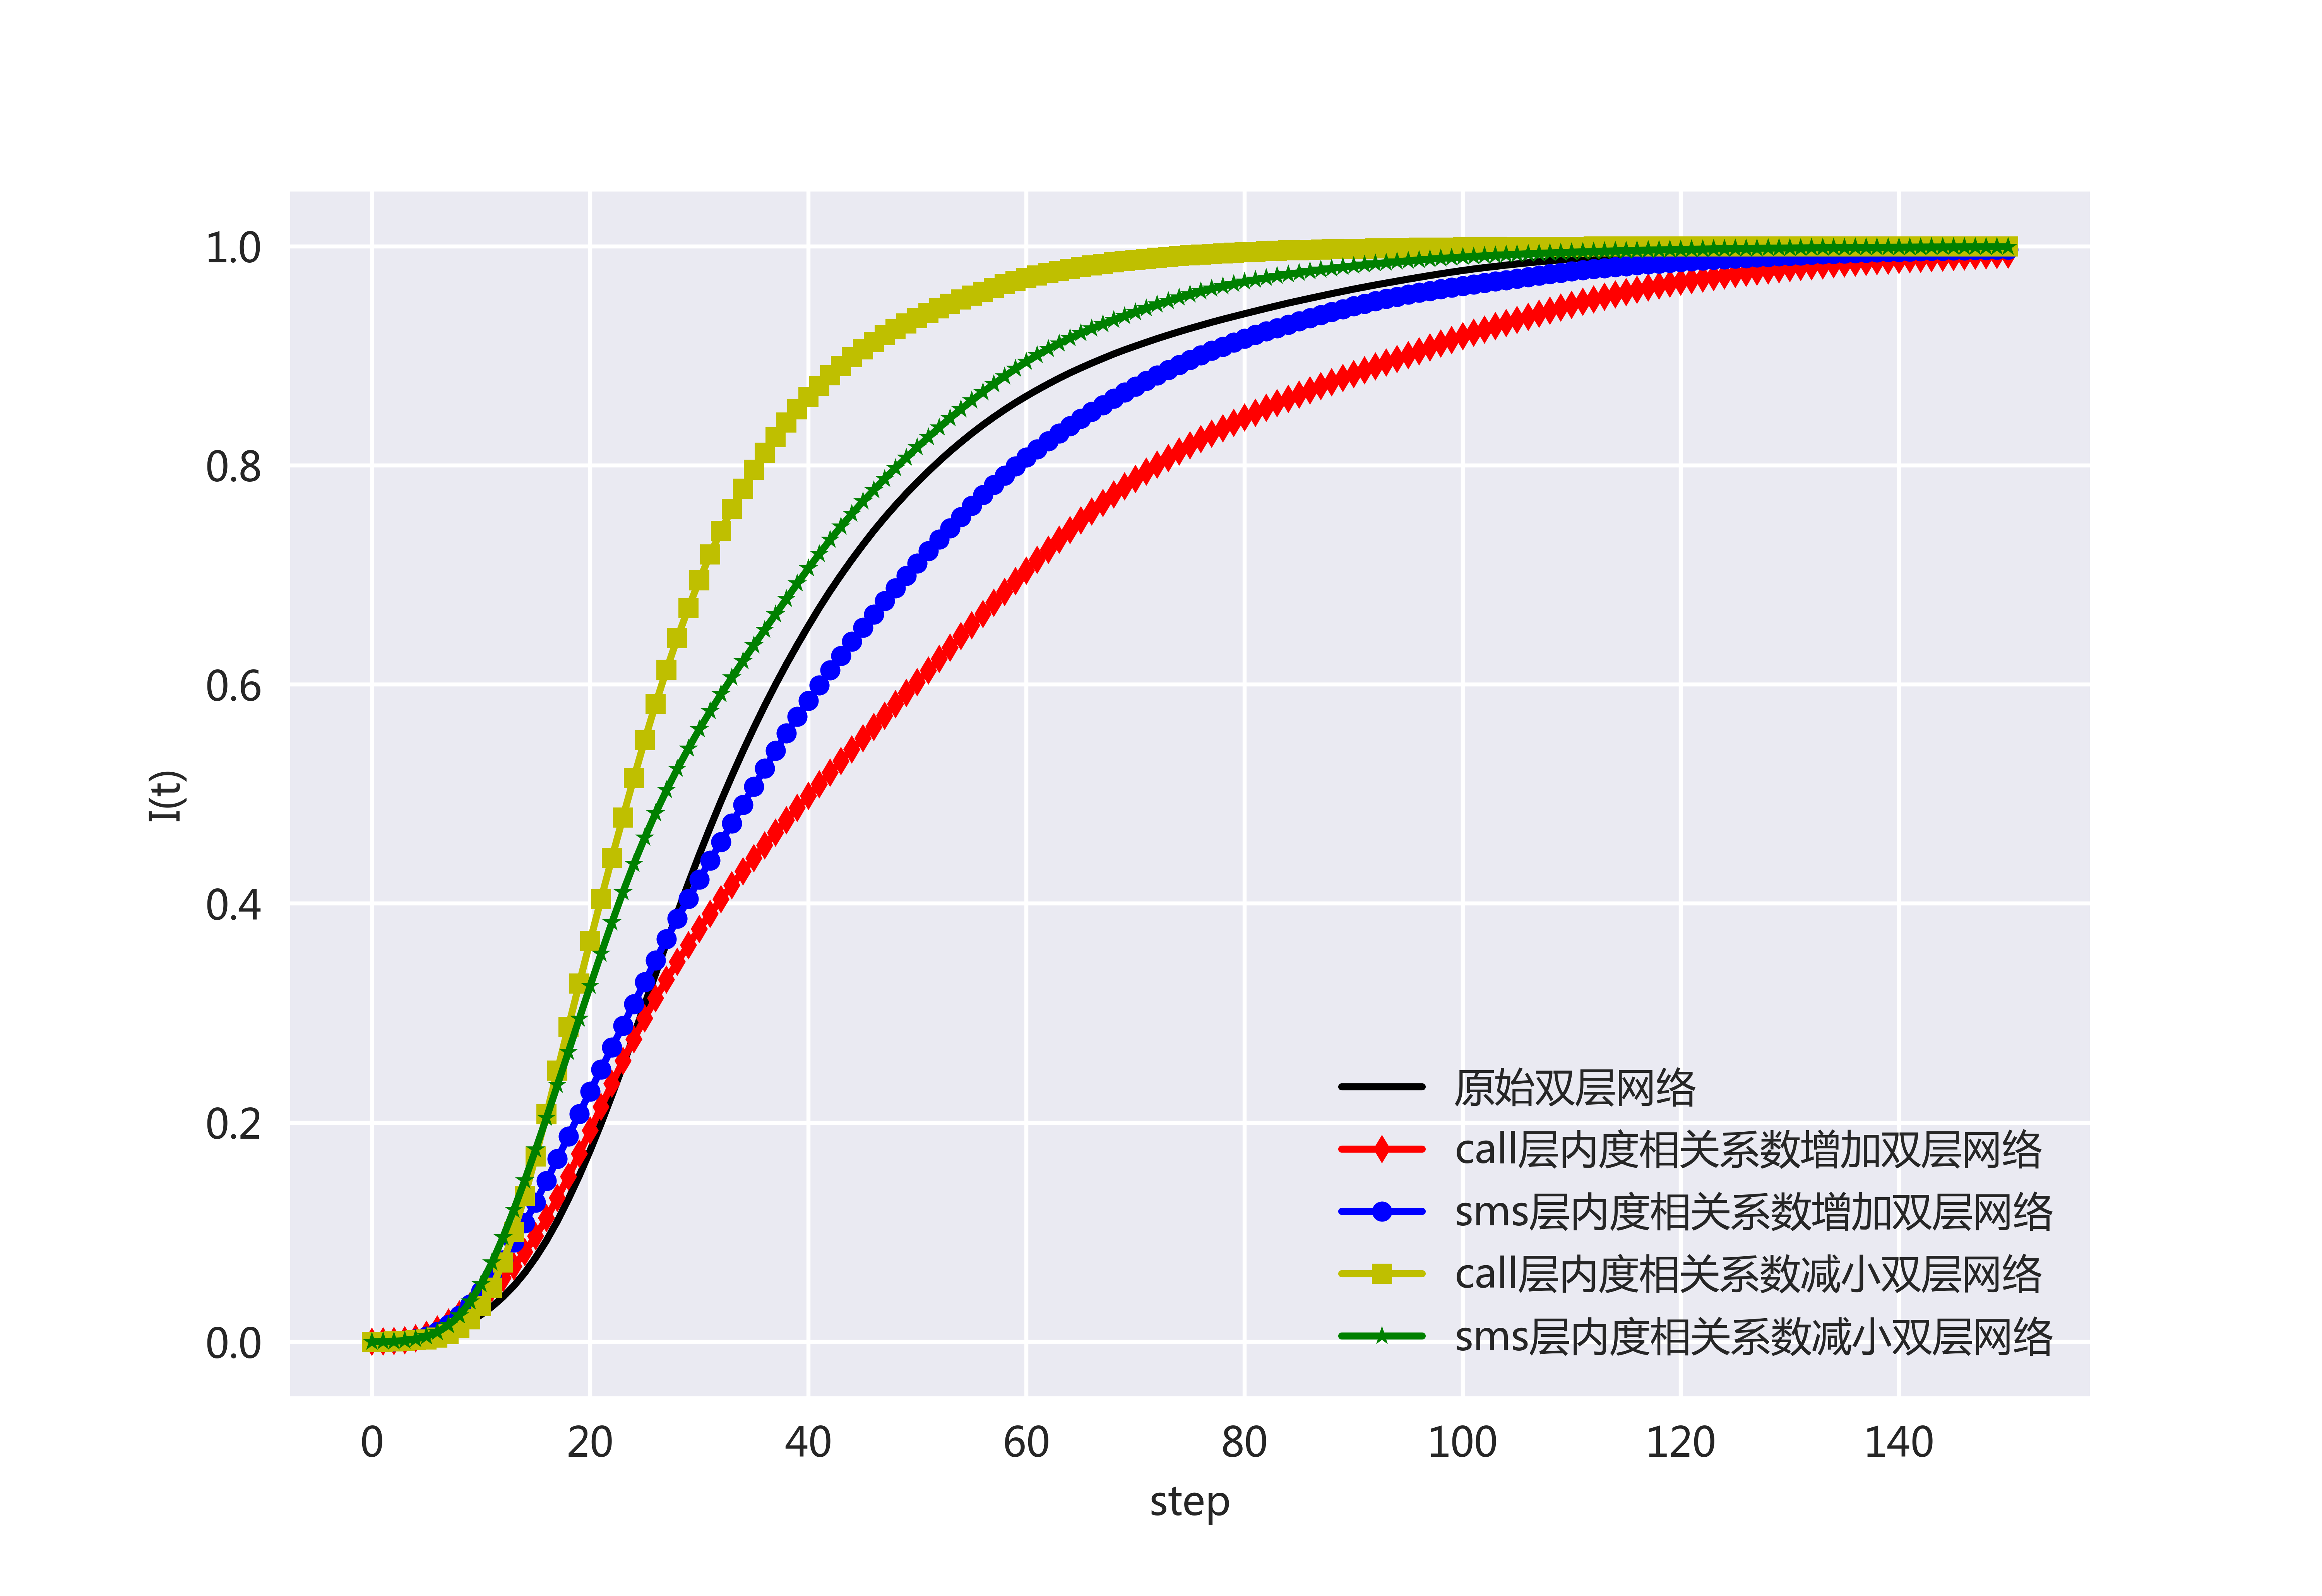 1.0
0.8
0.6
0.4
0.2
0.0
I(t)
0 20 40 60 80 100 120 140
step
原始双层网络
call层内度相关系数增加双层网络
sms层内度相关系数增加双层网络
call层内度相关系数减小双层网络
sms层内度相关系数减小双层网络